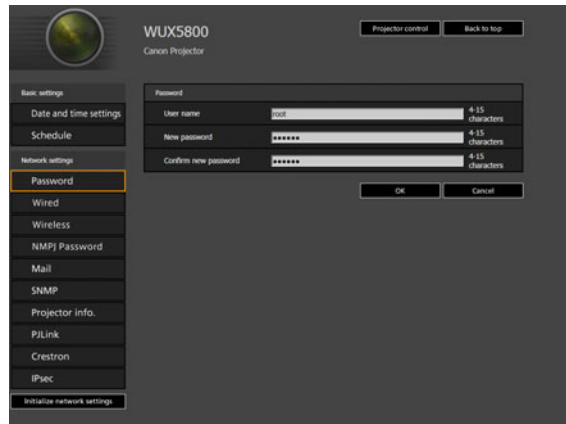 WUX5800
Projector control
Back to top
Canon Projector
Basic settings
Date and time settings
Schedule
Network settings
Password
Wired
Wireless
NMPJ Password
Mail
SNMP
Projector info.
PJLink
Crestron
IPsec
Initialize network settings
Password
User name
root
4-15
characters
New password
••••••
4-15
characters
Confirm new password
••••••
4-15
characters
OK
Cancel